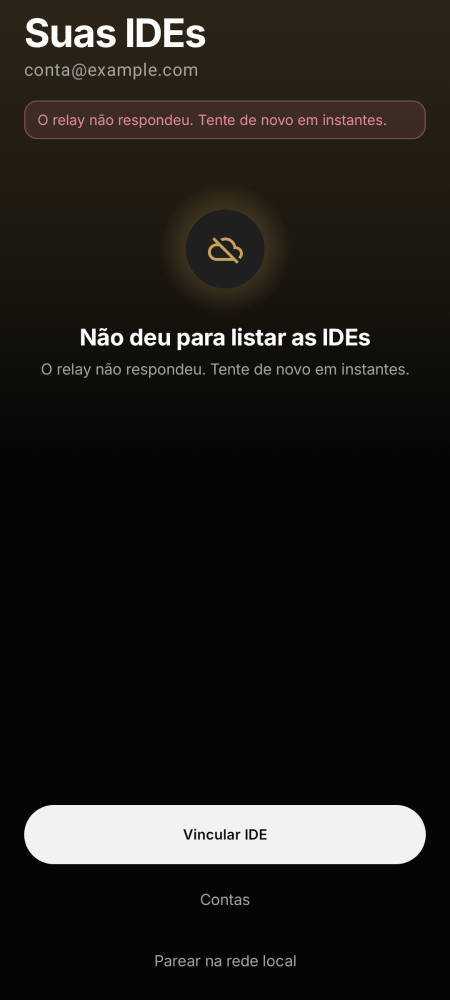 Suas IDEs
conta@example.com
O relay não respondeu. Tente de novo em instantes.
Não deu para listar as IDEs
O relay não respondeu. Tente de novo em instantes.
Vincular IDE
Contas
Parear na rede local